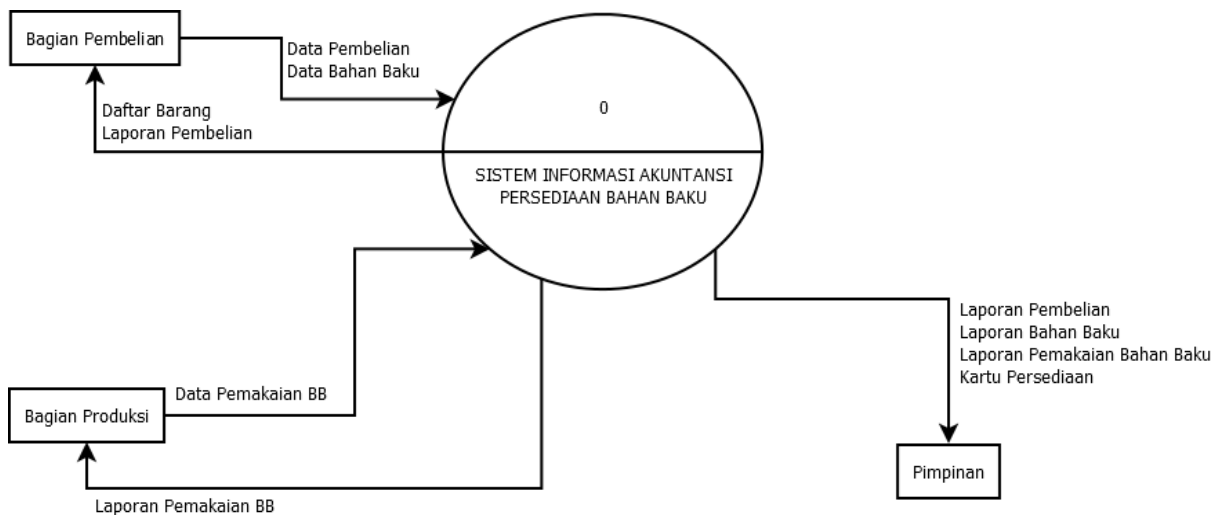 Bagian Pembelian
Data Pembelian
Data Bahan Baku
Daftar Barang
Laporan Pembelian
0
SISTEM INFORMASI AKUNTANSI
PERSEDIAAN BAHAN BAKU
Laporan Pembelian
Laporan Bahan Baku
Laporan Pemakaian Bahan Baku
Kartu Persediaan
Data Pemakaian BB
Bagian Produksi
Pimpinan
Laporan Pemakaian BB